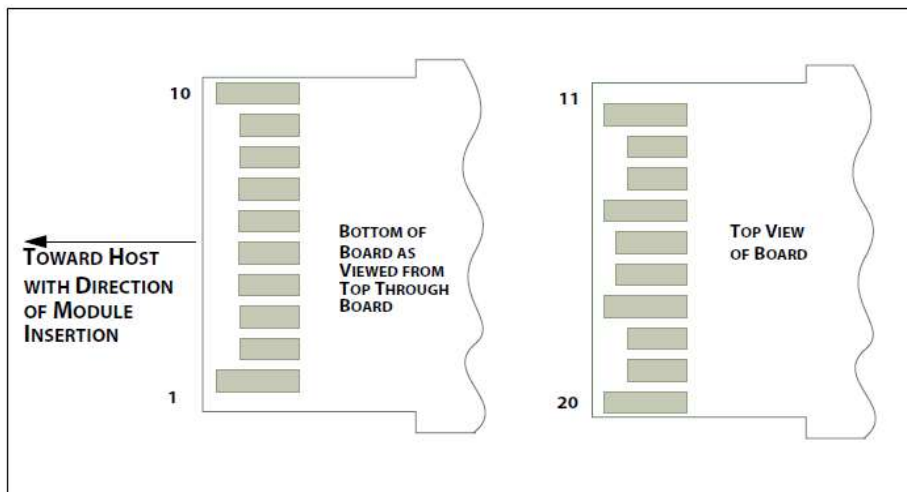 10
1
TOWARD HOST
WITH DIRECTION
OF MODULE
INSERTION
BOTTOM OF
BOARD AS
VIEWED FROM
TOP THROUGH
BOARD
11
20
TOP VIEW
OF BOARD